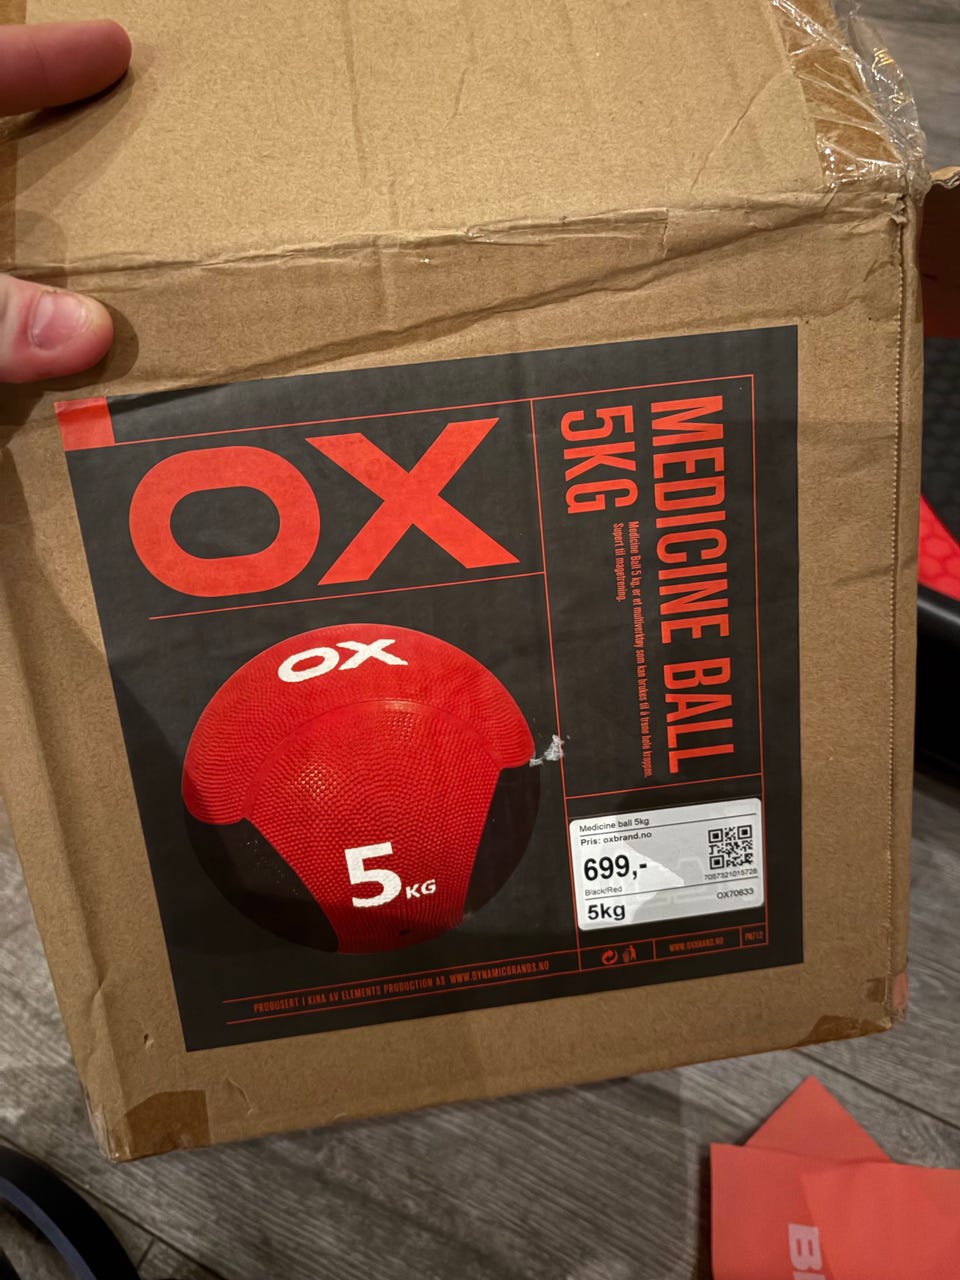 OX
MEDICINE BALL
5KG
Medicine Ball 5 kg, er et multiverktøy som kan brukes til å trene hele kroppen.
Supert til magetrening.
OX
5KG
Medicine ball 5kg
Pris: oxbrand.no
699,-
Black/Red
5kg
7057321015728
OX70633
PRODUSERT I KINA AV ELEMENTS PRODUCTION AS WWW.DYNAMICBRANDS.NO
WWW.OXBRAND.NO